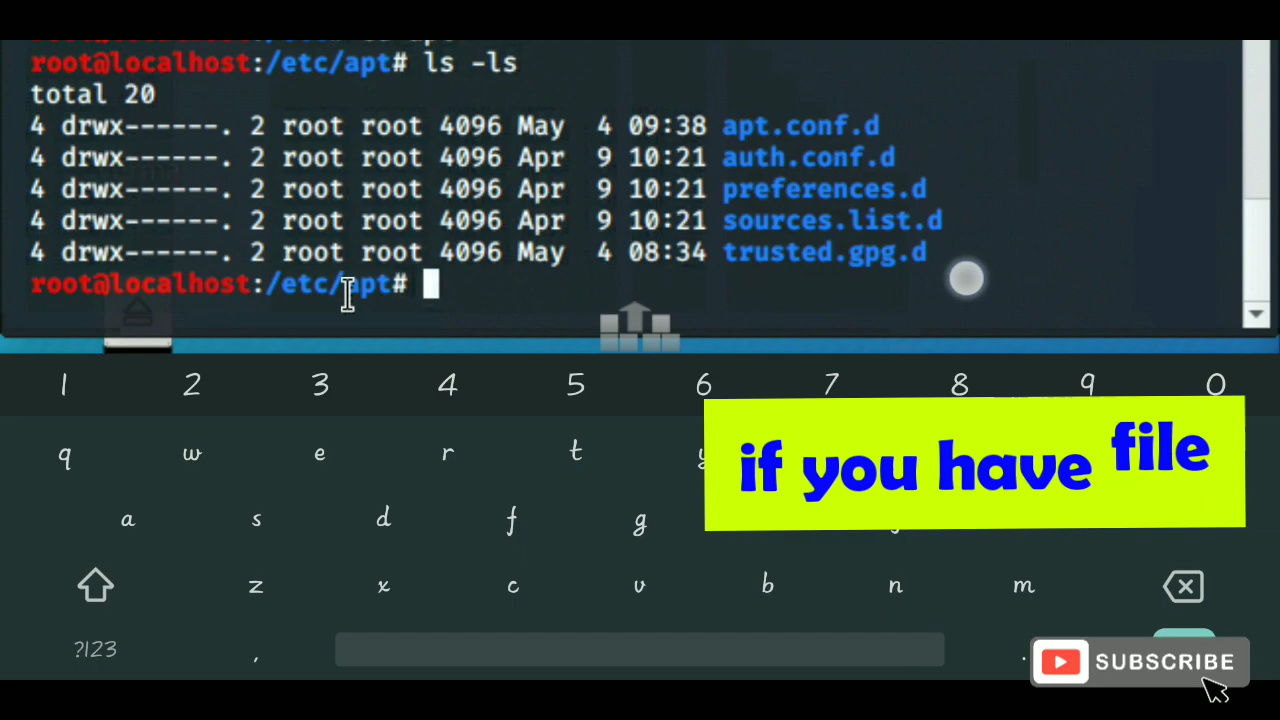 root@localhost:/etc/apt# ls -ls
total 20
4 drwx------. 2 root root 4096 May  4 09:38 apt.conf.d
4 drwx------. 2 root root 4096 Apr  9 10:21 auth.conf.d
4 drwx------. 2 root root 4096 Apr  9 10:21 preferences.d
4 drwx------. 2 root root 4096 Apr  9 10:21 sources.list.d
4 drwx------. 2 root root 4096 May  4 08:34 trusted.gpg.d
root@localhost:/etc/apt#
1 2 3 4 5 6 7 8 9 0
q w e r t
if you have file
a s d f g
z x c v b n m
?123 , .
SUBSCRIBE